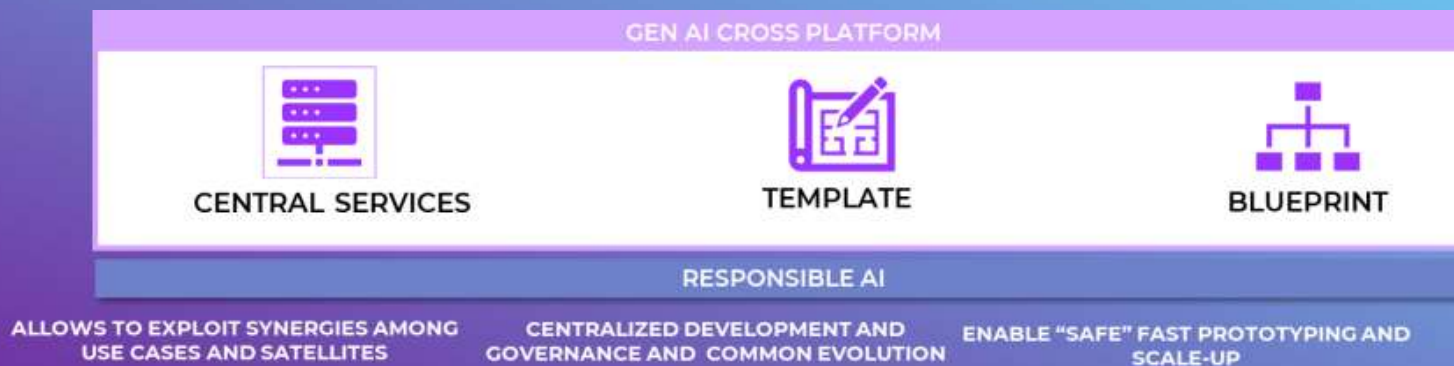 GEN AI CROSS PLATFORM
CENTRAL SERVICES
TEMPLATE
BLUEPRINT
RESPONSIBLE AI
ALLOWS TO EXPLOIT SYNERGIES AMONG
USE CASES AND SATELLITES
CENTRALIZED DEVELOPMENT AND
GOVERNANCE AND COMMON EVOLUTION
ENABLE “SAFE” FAST PROTOTYPING AND
SCALE-UP